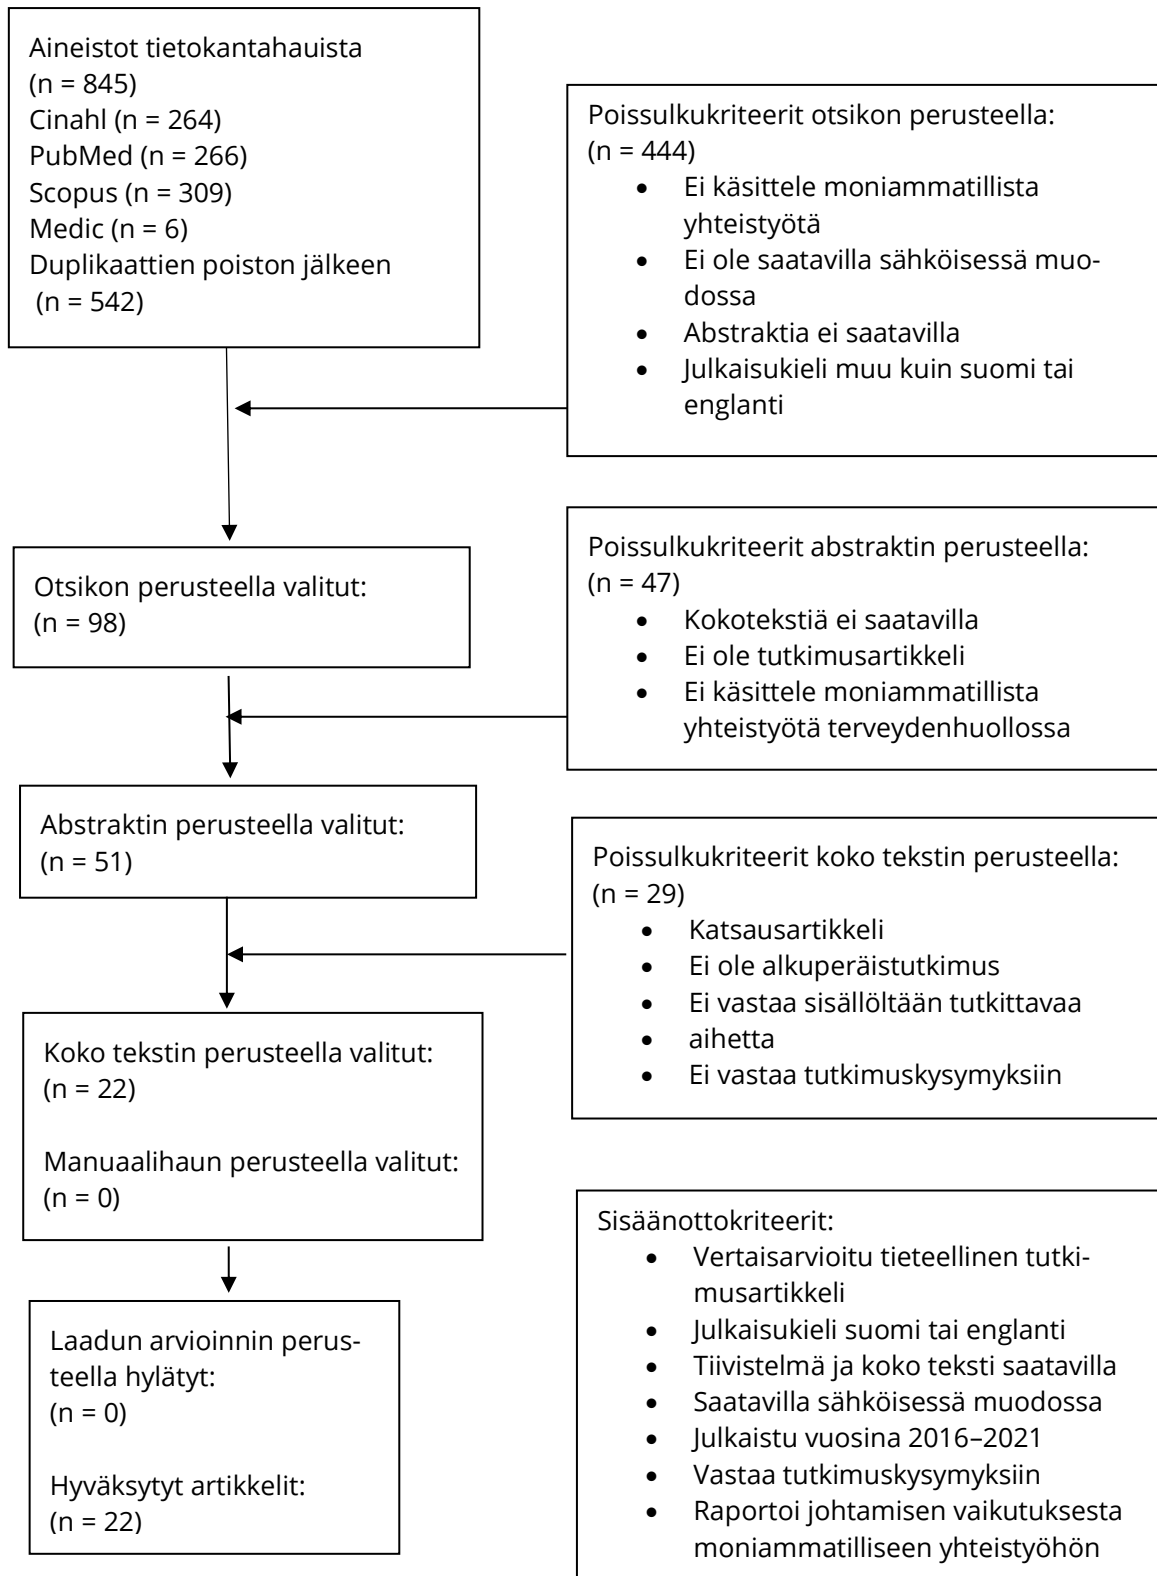 Aineistot tietokantahauista
(n = 845)
Cinahl (n = 264)
PubMed (n = 266)
Scopus (n = 309)
Medic (n = 6)
Duplikaattien poiston jälkeen
(n = 542)
Poissulkukriteerit otsikon perusteella:
(n = 444)
• Ei käsittele moniammatillista
yhteistyötä
• Ei ole saatavilla sähköisessä muo-
dossa
• Abstraktia ei saatavilla
• Julkaisukieli muu kuin suomi tai
englanti
Otsikon perusteella valitut:
(n = 98)
Poissulkukriteerit abstraktin perusteella:
(n = 47)
• Kokotekstiä ei saatavilla
• Ei ole tutkimusartikkeli
• Ei käsittele moniammatillista
yhteistyötä terveydenhuollossa
Abstraktin perusteella valitut:
(n = 51)
Poissulkukriteerit koko tekstin perusteella:
(n = 29)
• Katsausartikkeli
• Ei ole alkuperäistutkimus
• Ei vastaa sisällöltään tutkittavaa
• aihetta
• Ei vastaa tutkimuskysymyksiin
Koko tekstin perusteella valitut:
(n = 22)
Manuaalihaun perusteella valitut:
(n = 0)
Laadun arvioinnin perus-
teella hylätyt:
(n = 0)
Hyväksytyt artikkelit:
(n = 22)
Sisäänottokriteerit:
• Vertaisarvioitu tieteellinen tutki-
musartikkeli
• Julkaisukieli suomi tai englanti
• Tiivistelmä ja koko teksti saatavilla
• Saatavilla sähköisessä muodossa
• Julkaistu vuosina 2016–2021
• Vastaa tutkimuskysymyksiin
• Raportoi johtamisen vaikutuksesta
moniammatilliseen yhteistyöhön